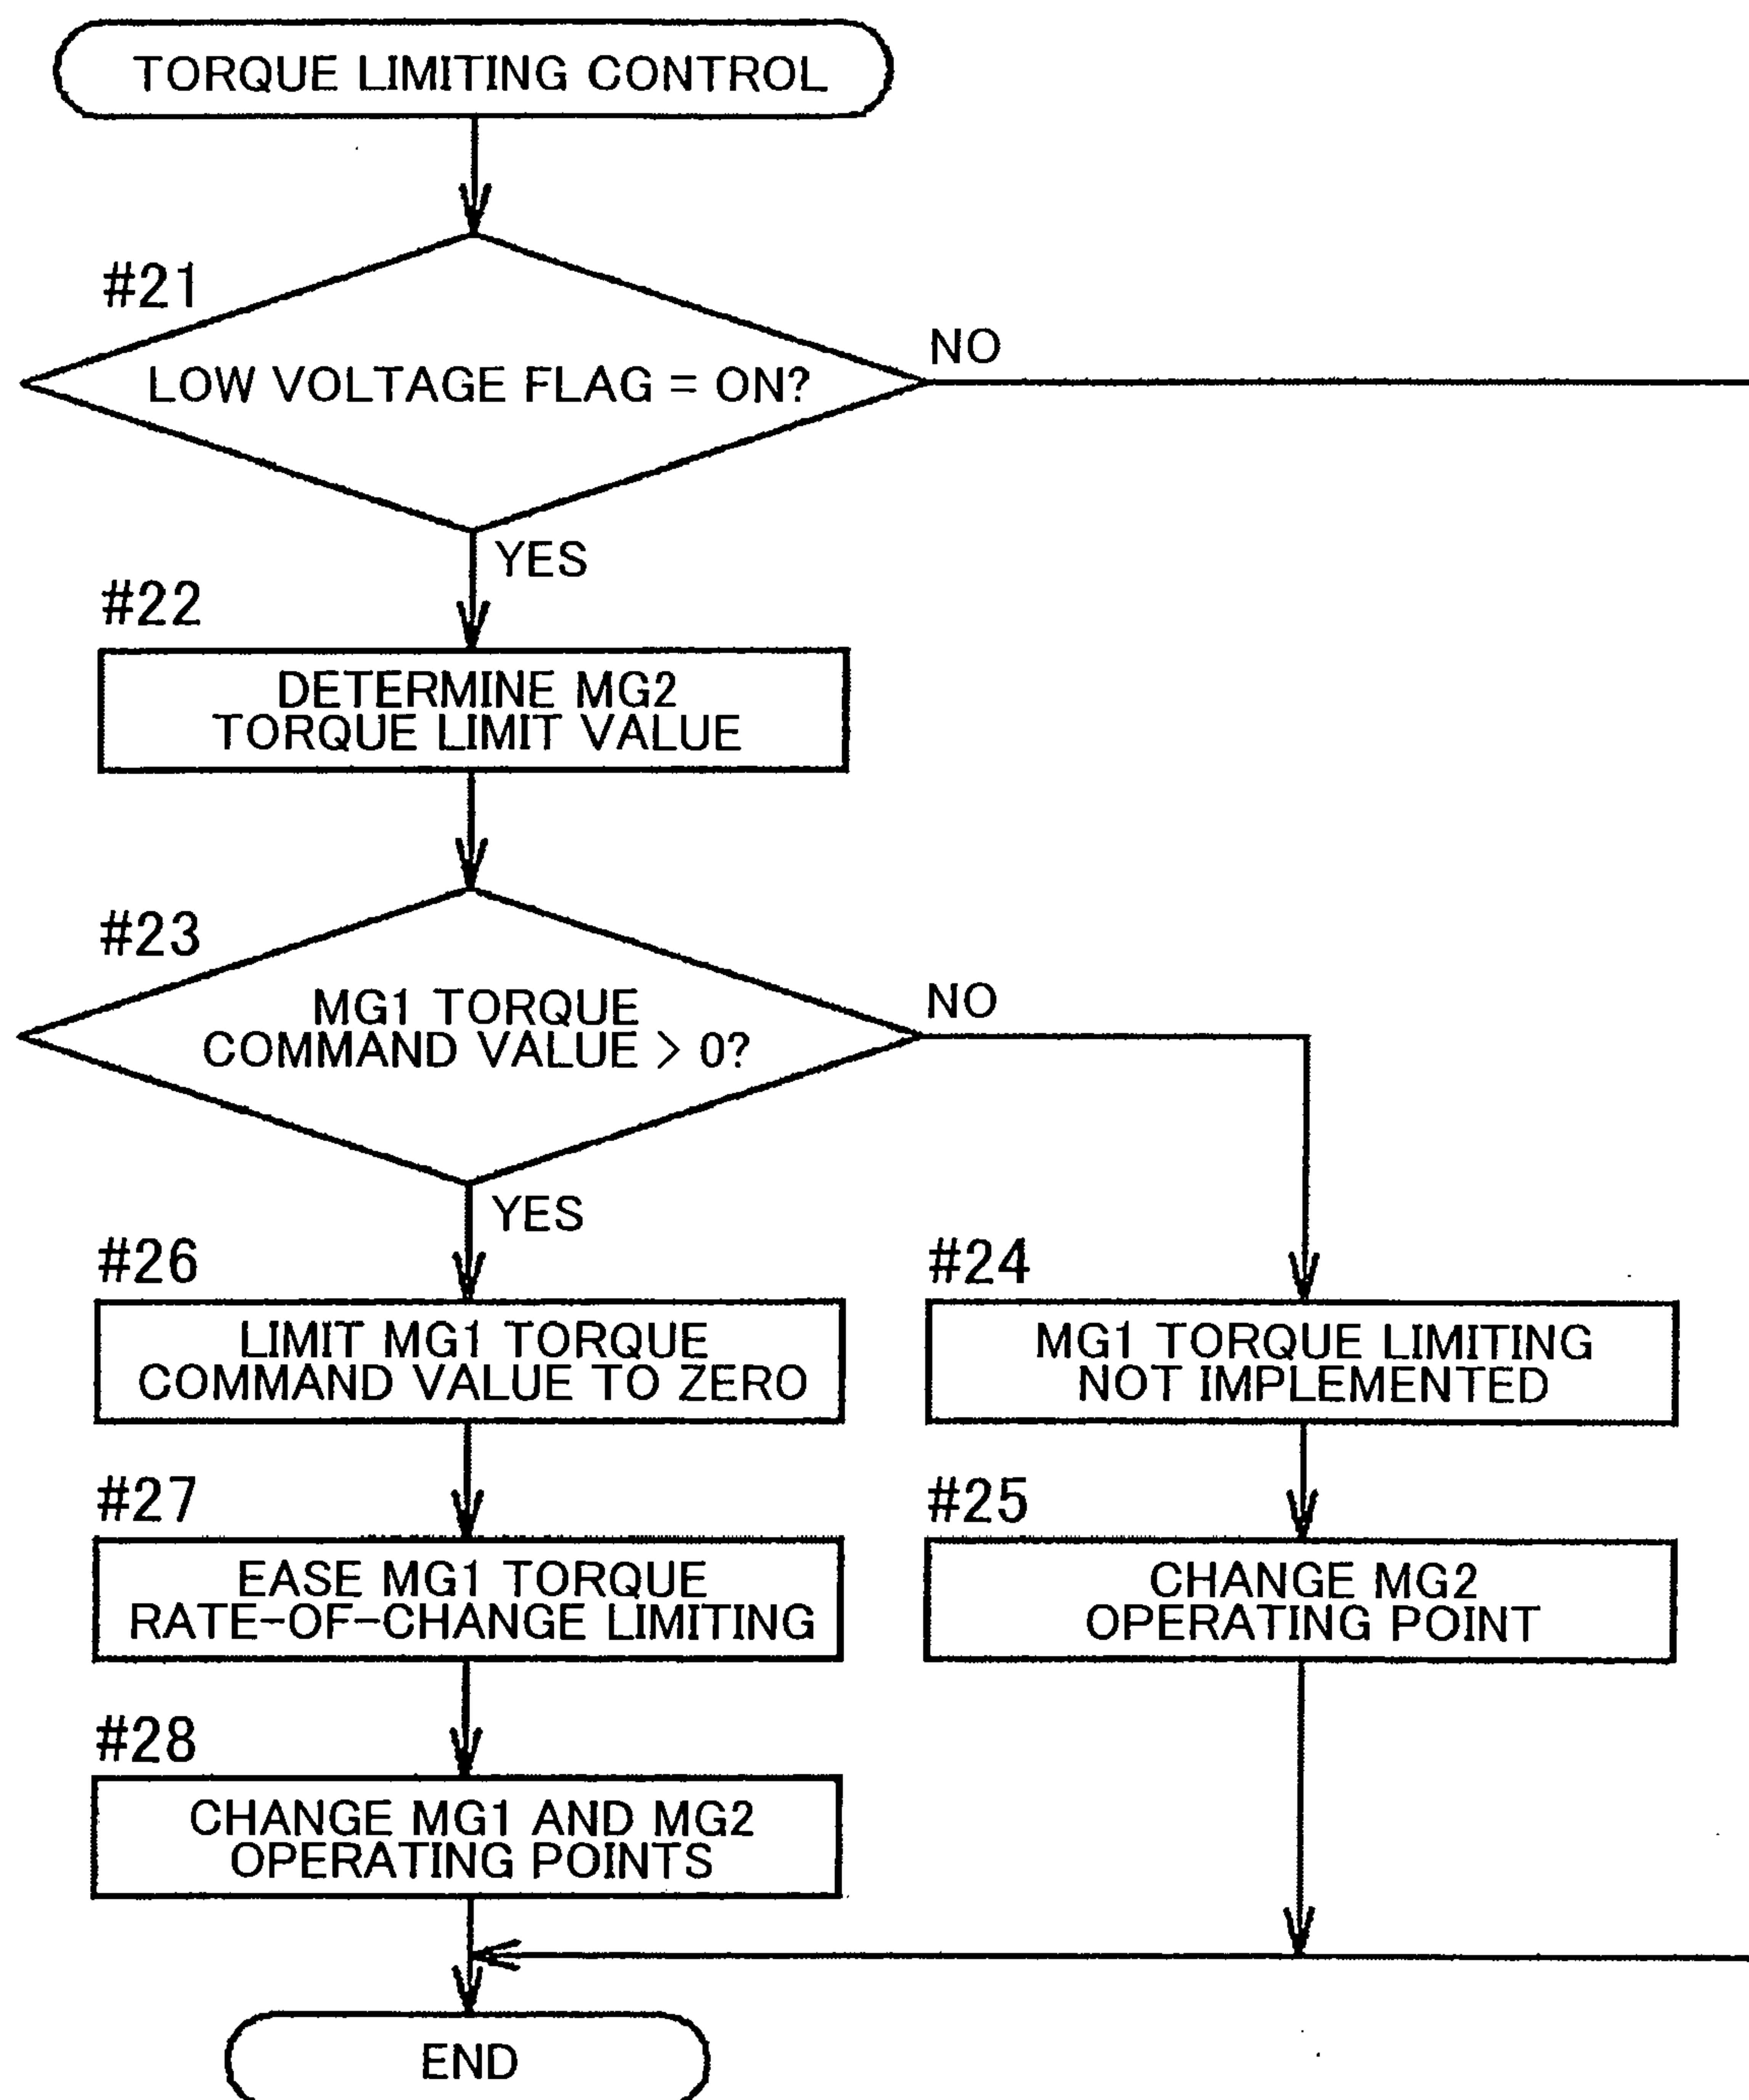 TORQUE LIMITING CONTROL
#21
LOW VOLTAGE FLAG = ON?
NO
YES
#22
DETERMINE MG2
TORQUE LIMIT VALUE
#23
MG1 TORQUE
COMMAND VALUE > 0?
NO
YES
#26
LIMIT MG1 TORQUE
COMMAND VALUE TO ZERO
#24
MG1 TORQUE LIMITING
NOT IMPLEMENTED
#27
EASE MG1 TORQUE
RATE-OF-CHANGE LIMITING
#25
CHANGE MG2
OPERATING POINT
#28
CHANGE MG1 AND MG2
OPERATING POINTS
END